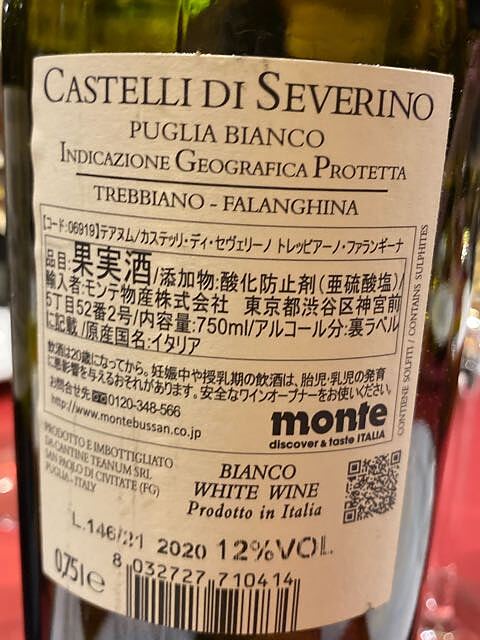 CASTELLI DI SEVERINO
PUGLIA BIANCO
INDICAZIONE GEOGRAFICA PROTETTA
TREBBIANO - FALANGHINA
【コード:06919】テアヌム/カステッリ・ディ・セヴェリーノ トレッビアーノ・ファランギーナ
品目:果実酒/添加物:酸化防止剤(亜硫酸塩)/
輸入者:モンテ物産株式会社 東京都渋谷区神宮前
5丁目52番2号/内容量:750ml/アルコール分:裏ラベル
に記載/原産国名:イタリア
飲酒は20歳になってから。妊娠中や授乳期の飲酒は、胎児・乳児の発育
に悪影響を与えるおそれがあります。安全なワインオープナーをお使いください。
お問合せ先 0120-348-566
http://www.montebussan.co.jp
monte
discover & taste ITALIA
CONTIENE SOLFITI / CONTAINS SULPHITES
PRODOTTO E IMBOTTIGLIATO
DA CANTINE TEANUM SRL
SAN PAOLO DI CIVITATE (FG)
PUGLIA - ITALY
BIANCO
WHITE WINE
Prodotto in Italia
L.146/21 2020 12%VOL
0,75l e
8 032727 710414